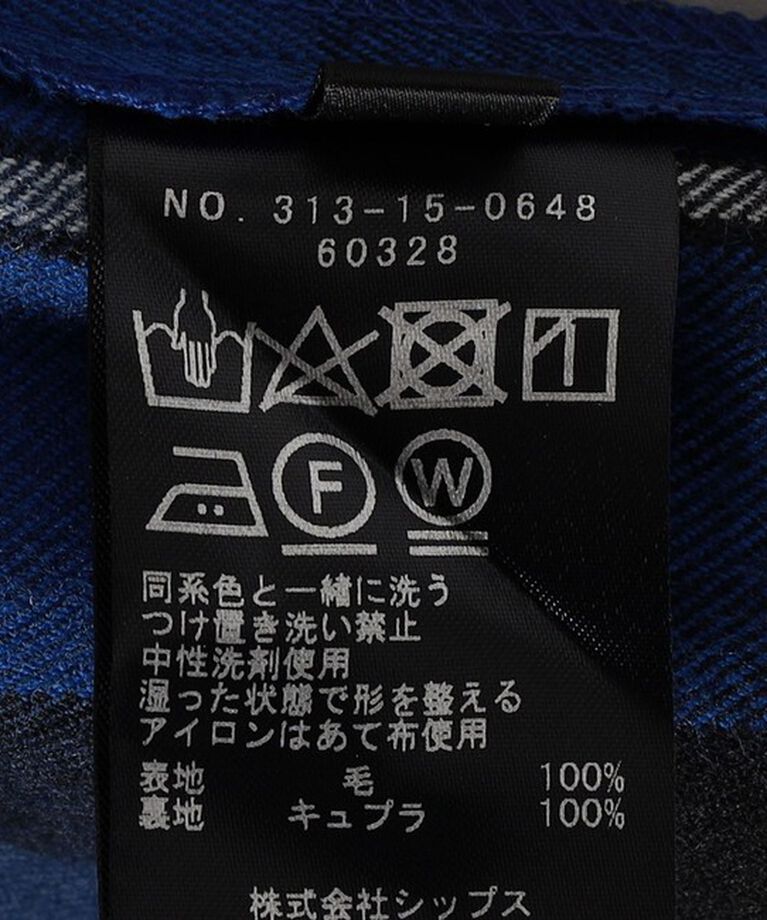 NO. 313-15-0648
60328
F W
同系色と一緒に洗う
つけ置き洗い禁止
中性洗剤使用
湿った状態で形を整える
アイロンはあて布使用
表地 毛 100%
裏地 キュプラ 100%
株式会社シップス